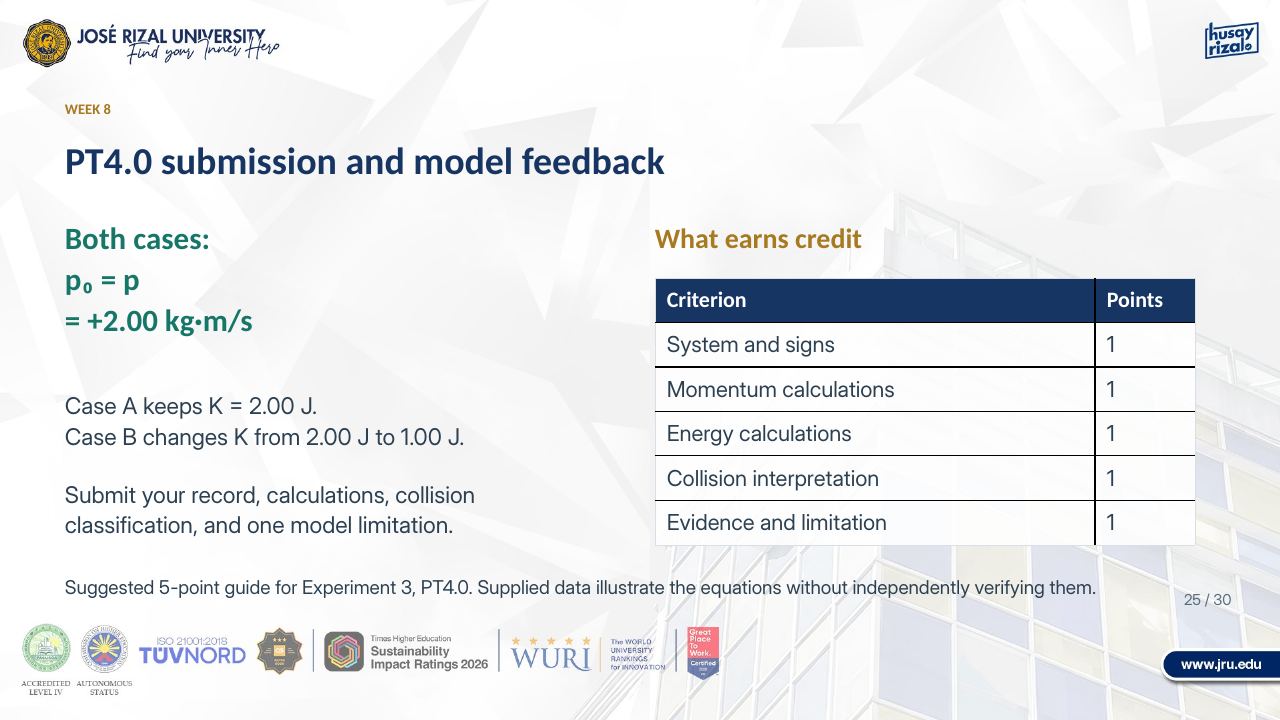 JOSÉ RIZAL UNIVERSITY
Find your Inner Hero
husay
rizal
WEEK 8
PT4.0 submission and model feedback
Both cases:
p₀ = p
= +2.00 kg·m/s
Case A keeps K = 2.00 J.
Case B changes K from 2.00 J to 1.00 J.
Submit your record, calculations, collision
classification, and one model limitation.
What earns credit
Criterion Points
System and signs 1
Momentum calculations 1
Energy calculations 1
Collision interpretation 1
Evidence and limitation 1
Suggested 5-point guide for Experiment 3, PT4.0. Supplied data illustrate the equations without independently verifying them.
25 / 30
ACCREDITED
LEVEL IV
AUTONOMOUS
STATUS
ISO 21001:2018
TÜVNORD
Times Higher Education
Sustainability
Impact Ratings 2026
WURI
The WORLD
UNIVERSITY
RANKINGS
for INNOVATION
Great
Place
To
Work.
Certified
www.jru.edu